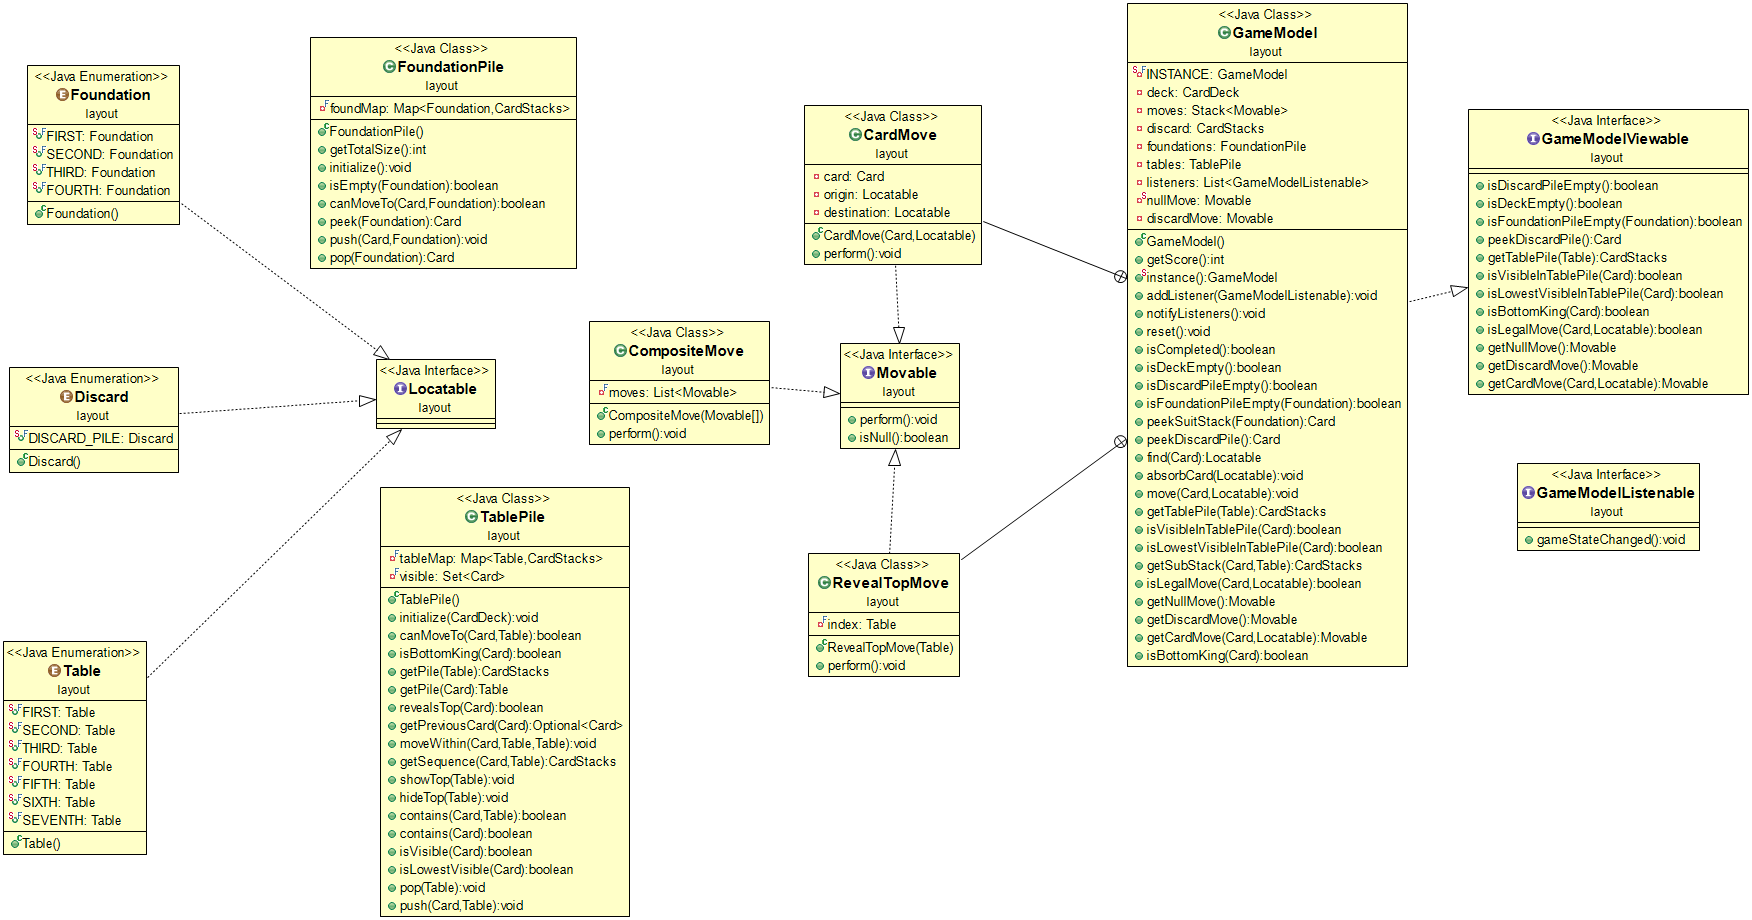 <<Java Enumeration>>
Foundation
layout
FIRST: Foundation
SECOND: Foundation
THIRD: Foundation
FOURTH: Foundation
Foundation()
<<Java Class>>
FoundationPile
layout
foundMap: Map<Foundation,CardStacks>
FoundationPile()
getTotalSize():int
initialize():void
isEmpty(Foundation):boolean
canMoveTo(Card,Foundation):boolean
peek(Foundation):Card
push(Card,Foundation):void
pop(Foundation):Card
<<Java Enumeration>>
Discard
layout
DISCARD_PILE: Discard
Discard()
<<Java Interface>>
Locatable
layout
<<Java Enumeration>>
Table
layout
FIRST: Table
SECOND: Table
THIRD: Table
FOURTH: Table
FIFTH: Table
SIXTH: Table
SEVENTH: Table
Table()
<<Java Class>>
TablePile
layout
tableMap: Map<Table,CardStacks>
visible: Set<Card>
TablePile()
initialize(CardDeck):void
canMoveTo(Card,Table):boolean
isBottomKing(Card):boolean
getPile(Table):CardStacks
getPile(Card):Table
revealsTop(Card):boolean
getPreviousCard(Card):Optional<Card>
moveWithin(Card,Table,Table):void
getSequence(Card,Table):CardStacks
showTop(Table):void
hideTop(Table):void
contains(Card,Table):boolean
contains(Card):boolean
isVisible(Card):boolean
isLowestVisible(Card):boolean
pop(Table):void
push(Card,Table):void
<<Java Class>>
CompositeMove
layout
moves: List<Movable>
CompositeMove(Movable[])
perform():void
<<Java Class>>
CardMove
layout
card: Card
origin: Locatable
destination: Locatable
CardMove(Card,Locatable)
perform():void
<<Java Interface>>
Movable
layout
perform():void
isNull():boolean
<<Java Class>>
RevealTopMove
layout
index: Table
RevealTopMove(Table)
perform():void
<<Java Class>>
GameModel
layout
INSTANCE: GameModel
deck: CardDeck
moves: Stack<Movable>
discard: CardStacks
foundations: FoundationPile
tables: TablePile
listeners: List<GameModelListenable>
nullMove: Movable
discardMove: Movable
GameModel()
getScore():int
instance():GameModel
addListener(GameModelListenable):void
notifyListeners():void
reset():void
isCompleted():boolean
isDeckEmpty():boolean
isDiscardPileEmpty():boolean
isFoundationPileEmpty(Foundation):boolean
peekSuitStack(Foundation):Card
peekDiscardPile():Card
find(Card):Locatable
absorbCard(Locatable):void
move(Card,Locatable):void
getTablePile(Table):CardStacks
isVisibleInTablePile(Card):boolean
isLowestVisibleInTablePile(Card):boolean
getSubStack(Card,Table):CardStacks
isLegalMove(Card,Locatable):boolean
getNullMove():Movable
getDiscardMove():Movable
getCardMove(Card,Locatable):Movable
isBottomKing(Card):boolean
<<Java Interface>>
GameModelViewable
layout
isDiscardPileEmpty():boolean
isDeckEmpty():boolean
isFoundationPileEmpty(Foundation):boolean
peekDiscardPile():Card
getTablePile(Table):CardStacks
isVisibleInTablePile(Card):boolean
isLowestVisibleInTablePile(Card):boolean
isBottomKing(Card):boolean
isLegalMove(Card,Locatable):boolean
getNullMove():Movable
getDiscardMove():Movable
getCardMove(Card,Locatable):Movable
<<Java Interface>>
GameModelListenable
layout
gameStateChanged():void